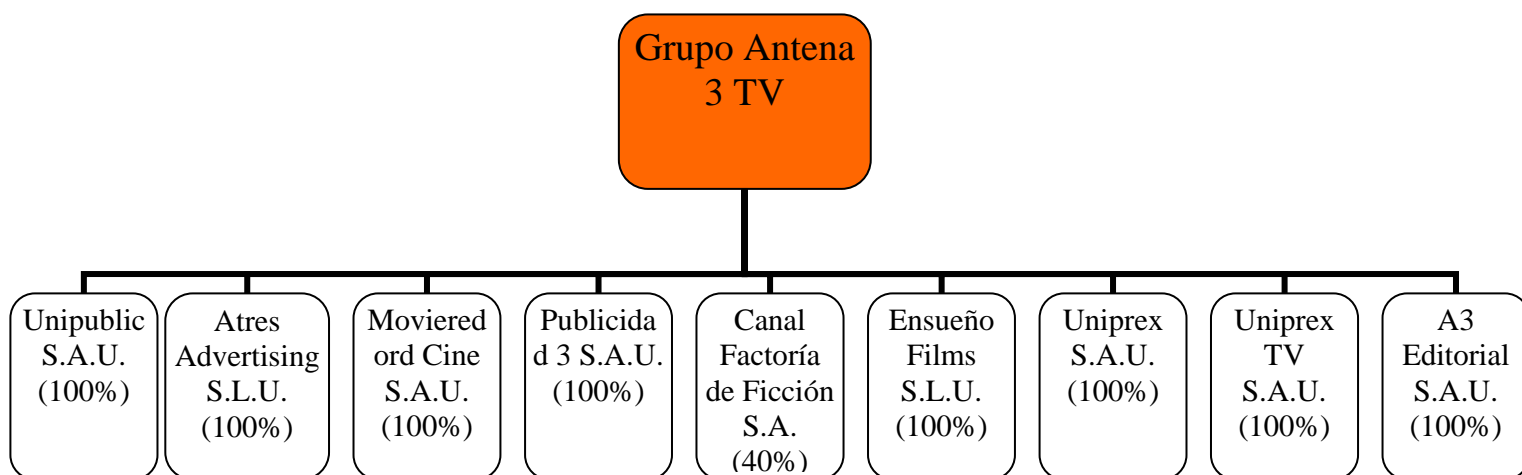 Grupo Antena
3 TV
Unipublic
S.A.U.
(100%)
Atres
Advertising
S.L.U.
(100%)
Moviered
ord Cine
S.A.U.
(100%)
Publicida
d 3 S.A.U.
(100%)
Canal
Factoría
de Ficción
S.A.
(40%)
Ensueño
Films
S.L.U.
(100%)
Uniprex
S.A.U.
(100%)
Uniprex
TV
S.A.U.
(100%)
A3
Editorial
S.A.U.
(100%)